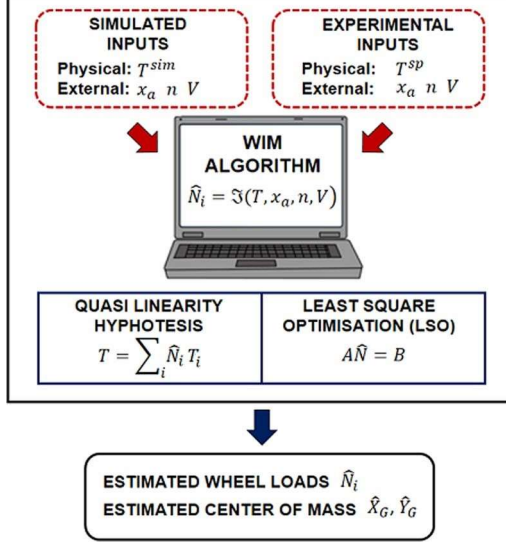 SIMULATED
INPUTS
Physical: T^{sim}
External: x_a n V
EXPERIMENTAL
INPUTS
Physical: T^{sp}
External: x_a n V
WIM
ALGORITHM
N̂_i = ℑ(T, x_a, n, V)
QUASI LINEARITY
HYPHOTESIS
T = ∑_i N̂_i T_i
LEAST SQUARE
OPTIMISATION (LSO)
AN̂ = B
ESTIMATED WHEEL LOADS N̂_i
ESTIMATED CENTER OF MASS X̂_G, Ŷ_G